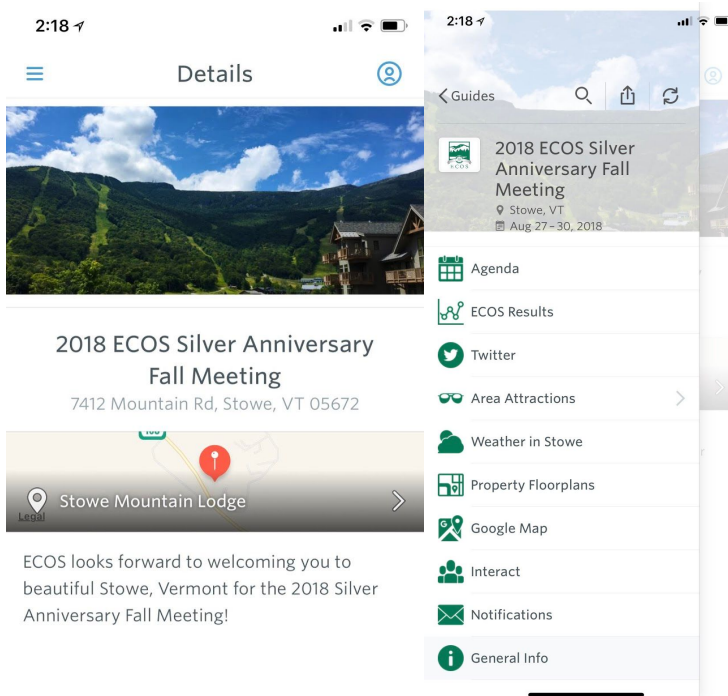 2:18
Details
2018 ECOS Silver Anniversary
Fall Meeting
7412 Mountain Rd, Stowe, VT 05672
108
Stowe Mountain Lodge
Legal
ECOS looks forward to welcoming you to
beautiful Stowe, Vermont for the 2018 Silver
Anniversary Fall Meeting!
2:18
Guides
ECOS
2018 ECOS Silver
Anniversary Fall
Meeting
Stowe, VT
Aug 27-30, 2018
Agenda
ECOS Results
Twitter
Area Attractions
Weather in Stowe
Property Floorplans
Google Map
Interact
Notifications
General Info